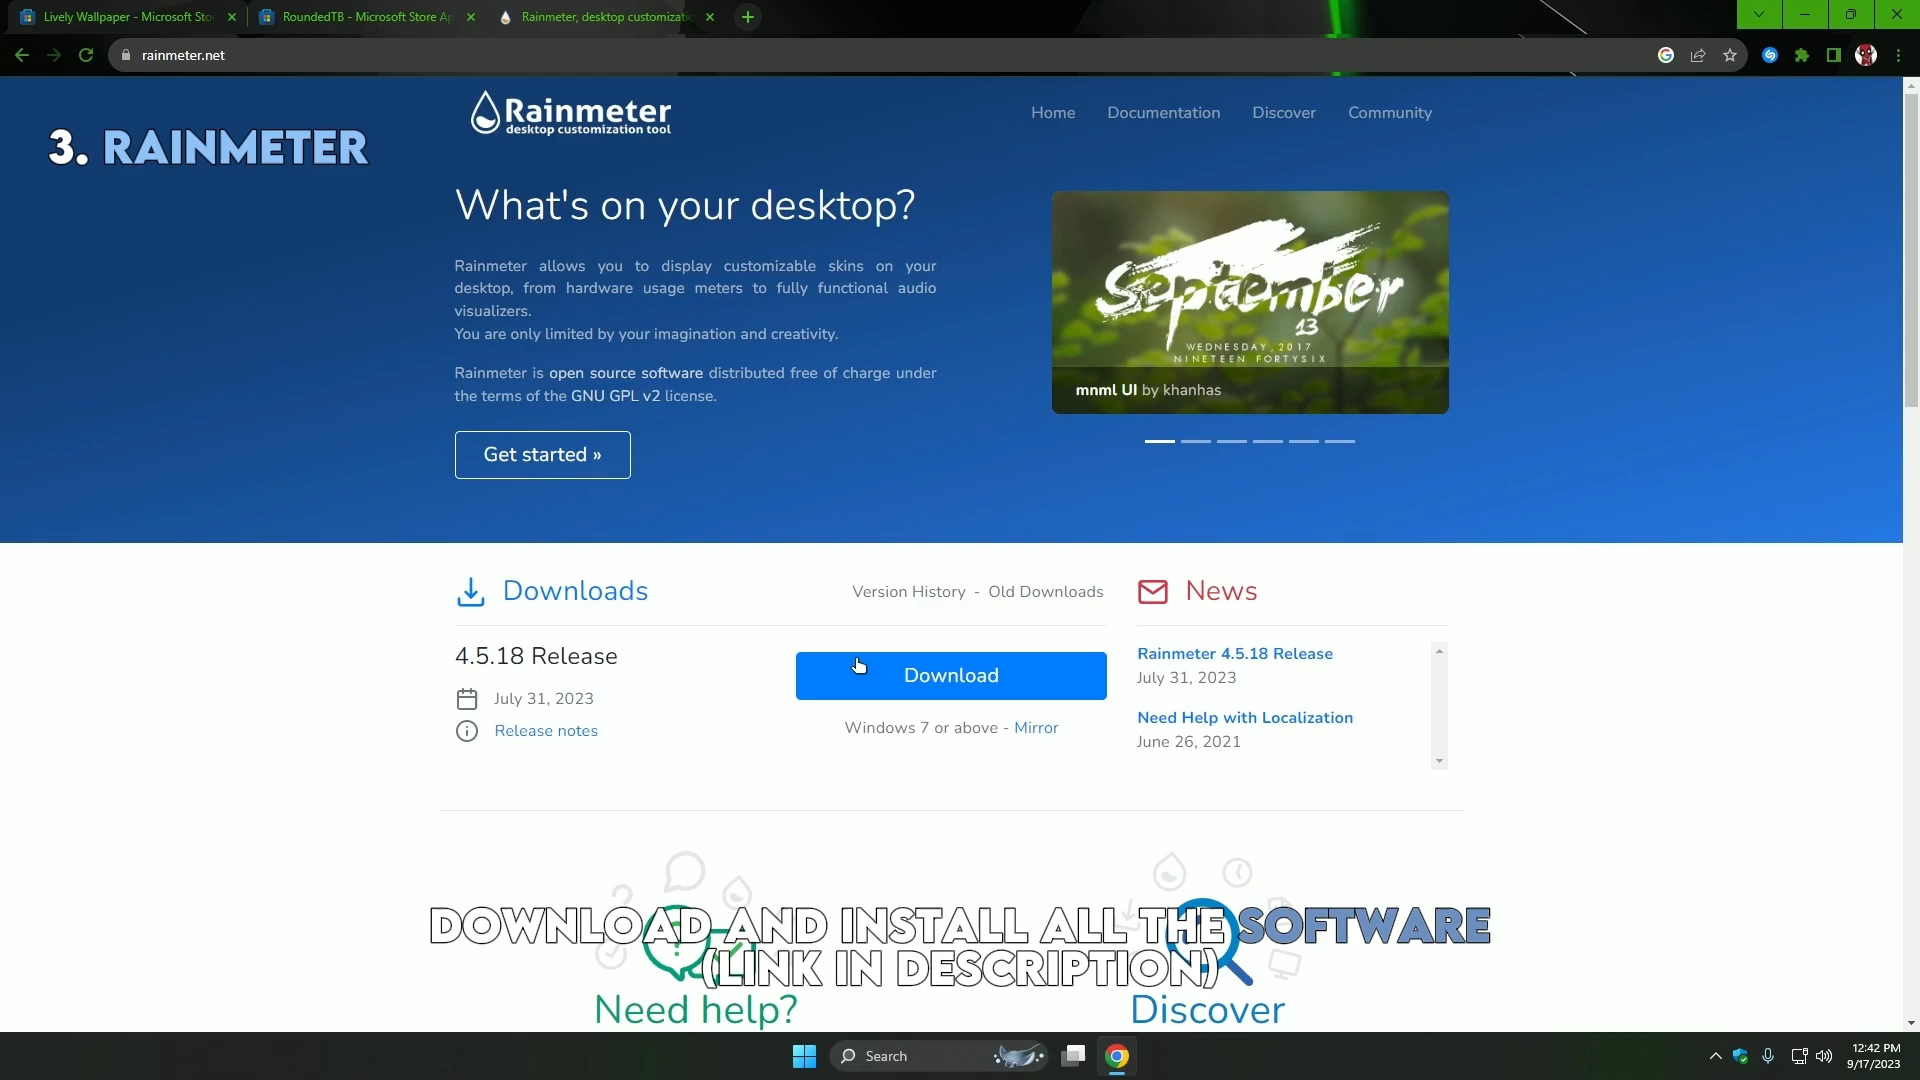 Lively Wallpaper - Microsoft Sto
RoundedTB - Microsoft Store Ap
Rainmeter, desktop customizatio
rainmeter.net
Rainmeter
desktop customization tool
Home
Documentation
Discover
Community
3. RAINMETER
What's on your desktop?
Rainmeter allows you to display customizable skins on your
desktop, from hardware usage meters to fully functional audio
visualizers.
You are only limited by your imagination and creativity.
Rainmeter is open source software distributed free of charge under
the terms of the GNU GPL v2 license.
Get started »
September
13
WEDNESDAY, 2017
NINETEEN FORTYSIX
mnml UI by khanhas
Downloads
Version History - Old Downloads
4.5.18 Release
July 31, 2023
Release notes
Download
Windows 7 or above - Mirror
News
Rainmeter 4.5.18 Release
July 31, 2023
Need Help with Localization
June 26, 2021
DOWNLOAD AND INSTALL ALL THE SOFTWARE
(LINK IN DESCRIPTION)
Need help?
Discover
Search
12:42 PM
9/17/2023